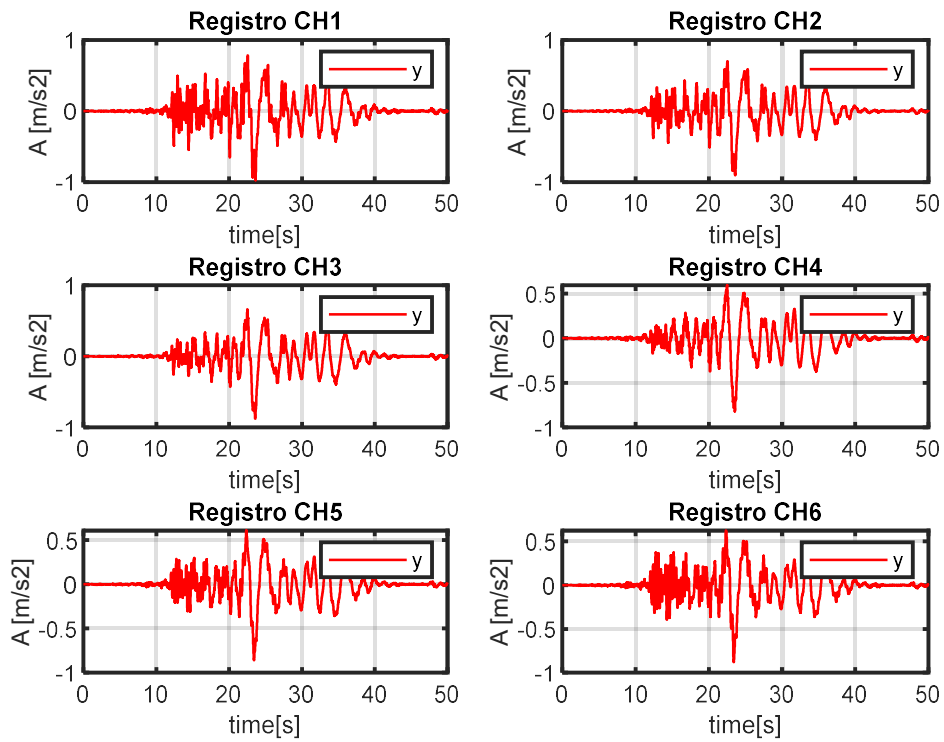 Registro CH1
1
0
-1
A [m/s2]
y
0 10 20 30 40 50
time[s]
Registro CH2
1
0
-1
A [m/s2]
y
0 10 20 30 40 50
time[s]
Registro CH3
1
0
-1
A [m/s2]
y
0 10 20 30 40 50
time[s]
Registro CH4
0.5
0
-0.5
-1
A [m/s2]
y
0 10 20 30 40 50
time[s]
Registro CH5
0.5
0
-0.5
-1
A [m/s2]
y
0 10 20 30 40 50
time[s]
Registro CH6
0.5
0
-0.5
-1
A [m/s2]
y
0 10 20 30 40 50
time[s]